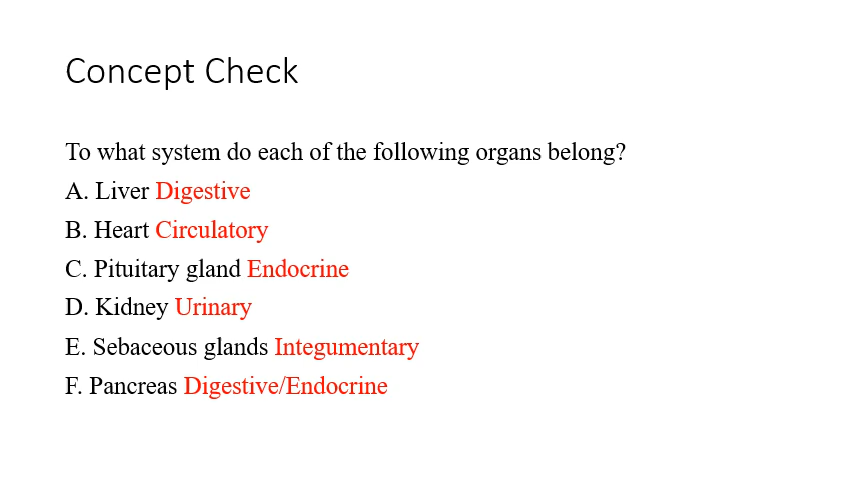 Concept Check
To what system do each of the following organs belong?
A. Liver Digestive
B. Heart Circulatory
C. Pituitary gland Endocrine
D. Kidney Urinary
E. Sebaceous glands Integumentary
F. Pancreas Digestive/Endocrine